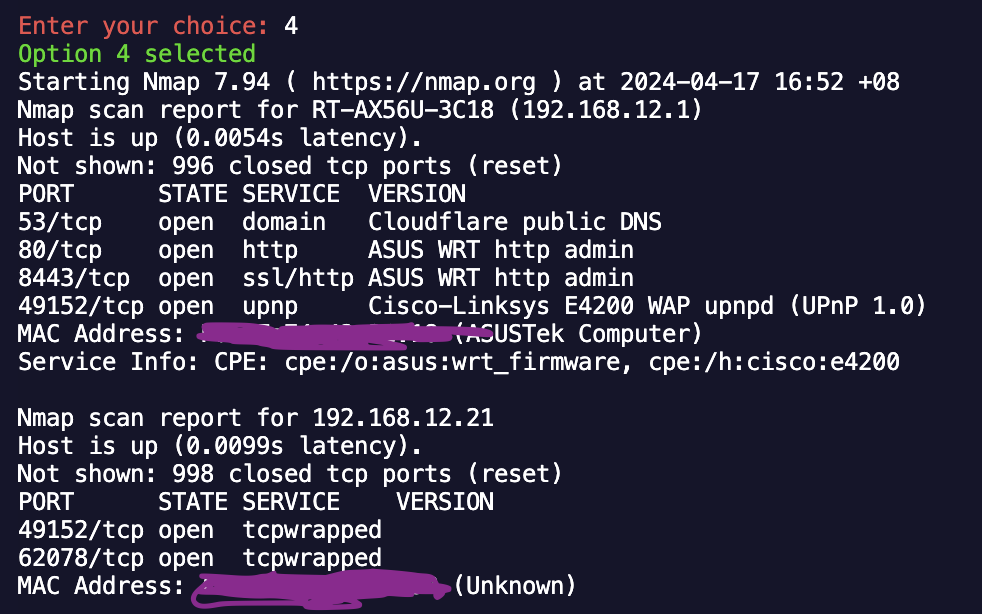 Enter your choice: 4
Option 4 selected
Starting Nmap 7.94 ( https://nmap.org ) at 2024-04-17 16:52 +08
Nmap scan report for RT-AX56U-3C18 (192.168.12.1)
Host is up (0.0054s latency).
Not shown: 996 closed tcp ports (reset)
PORT      STATE SERVICE  VERSION
53/tcp    open  domain   Cloudflare public DNS
80/tcp    open  http     ASUS WRT http admin
8443/tcp  open  ssl/http ASUS WRT http admin
49152/tcp open  upnp     Cisco-Linksys E4200 WAP upnpd (UPnP 1.0)
MAC Address: (ASUSTek Computer)
Service Info: CPE: cpe:/o:asus:wrt_firmware, cpe:/h:cisco:e4200
Nmap scan report for 192.168.12.21
Host is up (0.0099s latency).
Not shown: 998 closed tcp ports (reset)
PORT      STATE SERVICE    VERSION
49152/tcp open  tcpwrapped
62078/tcp open  tcpwrapped
MAC Address: (Unknown)